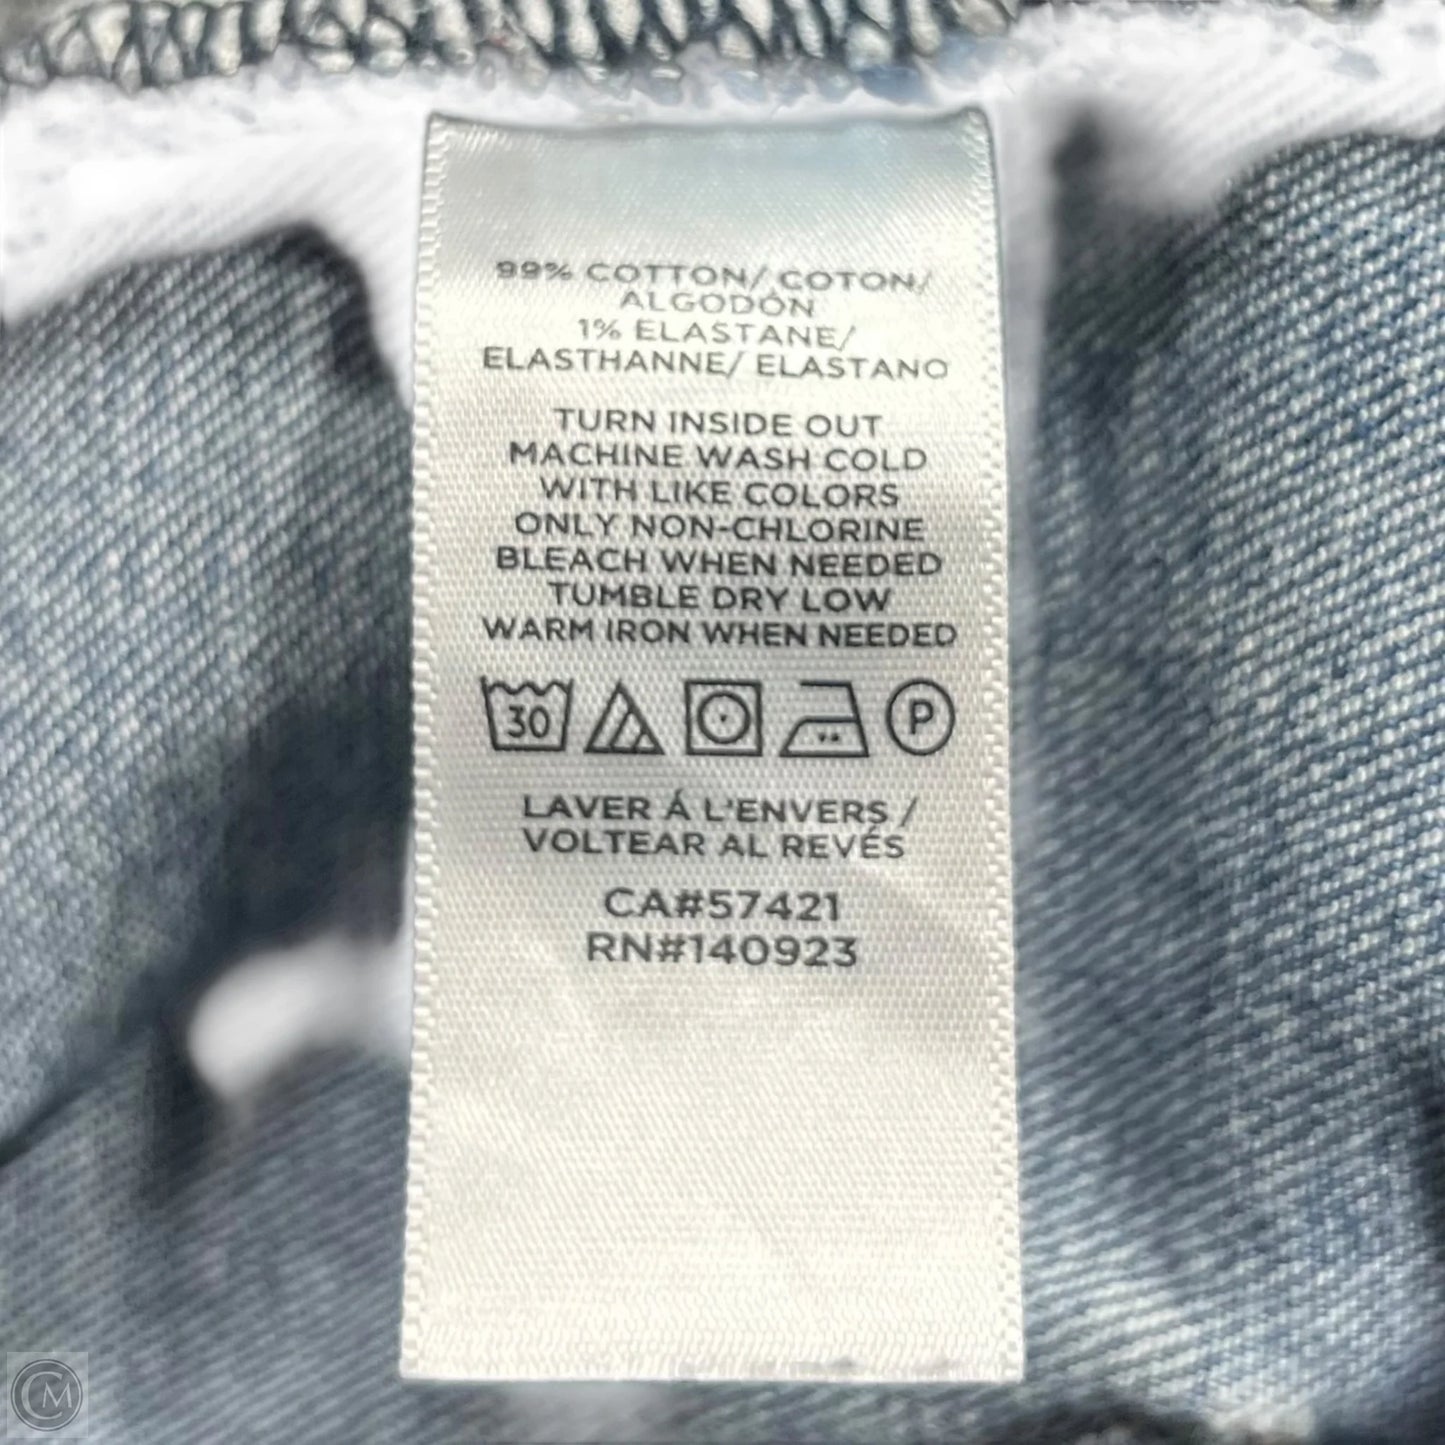 99% COTTON/ COTON/
ALGODÓN
1% ELASTANE/
ELASTHANNE/ ELASTANO
TURN INSIDE OUT
MACHINE WASH COLD
WITH LIKE COLORS
ONLY NON-CHLORINE
BLEACH WHEN NEEDED
TUMBLE DRY LOW
WARM IRON WHEN NEEDED
30 P
LAVER Á L'ENVERS /
VOLTEAR AL REVÉS
CA#57421
RN#140923
CM